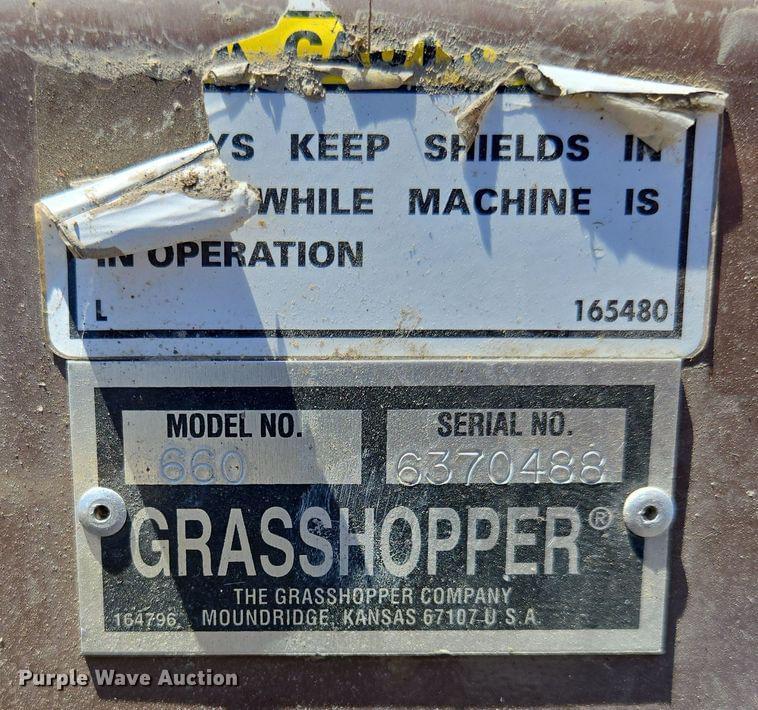 YS KEEP SHIELDS IN
WHILE MACHINE IS
IN OPERATION
L 165480
MODEL NO. SERIAL NO.
660 6370488
GRASSHOPPER®
THE GRASSHOPPER COMPANY
164796 MOUNDRIDGE, KANSAS 67107 U.S.A.
Purple Wave Auction